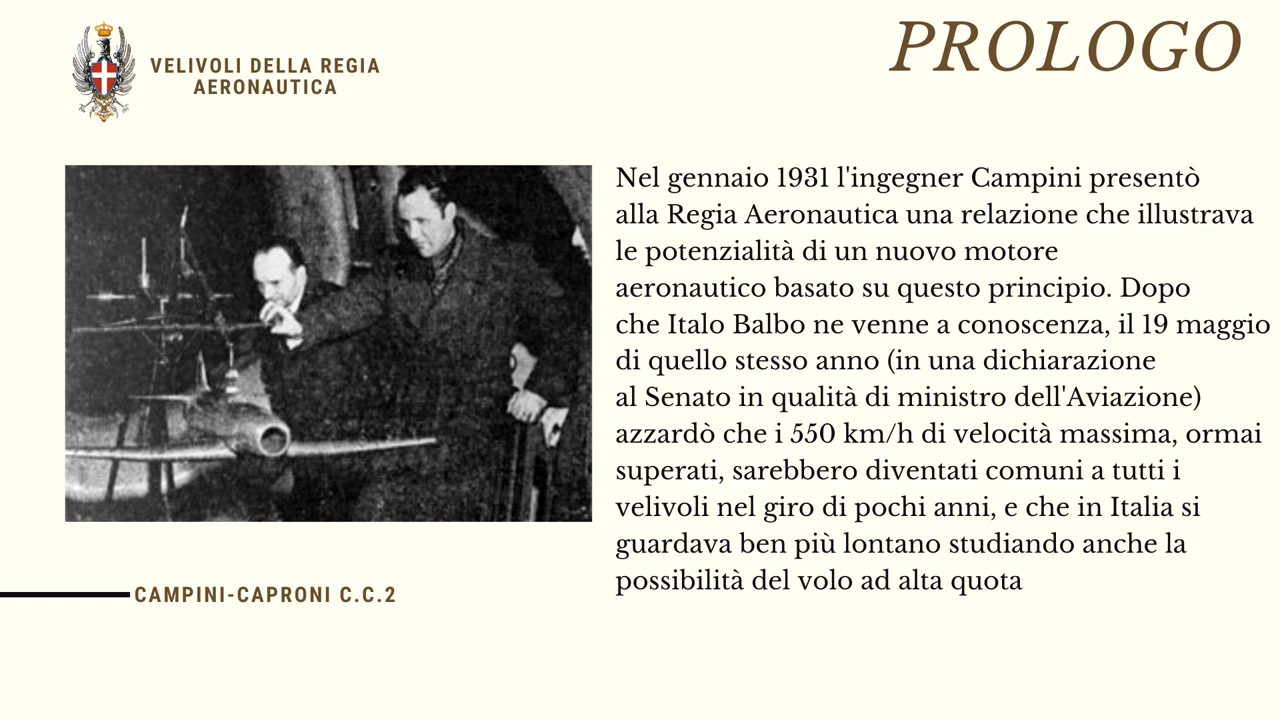 VELIVOLI DELLA REGIA
AERONAUTICA
PROLOGO
Nel gennaio 1931 l'ingegner Campini presentò
alla Regia Aeronautica una relazione che illustrava
le potenzialità di un nuovo motore
aeronautico basato su questo principio. Dopo
che Italo Balbo ne venne a conoscenza, il 19 maggio
di quello stesso anno (in una dichiarazione
al Senato in qualità di ministro dell'Aviazione)
azzardò che i 550 km/h di velocità massima, ormai
superati, sarebbero diventati comuni a tutti i
velivoli nel giro di pochi anni, e che in Italia si
guardava ben più lontano studiando anche la
possibilità del volo ad alta quota
CAMPINI-CAPRONI C.C.2